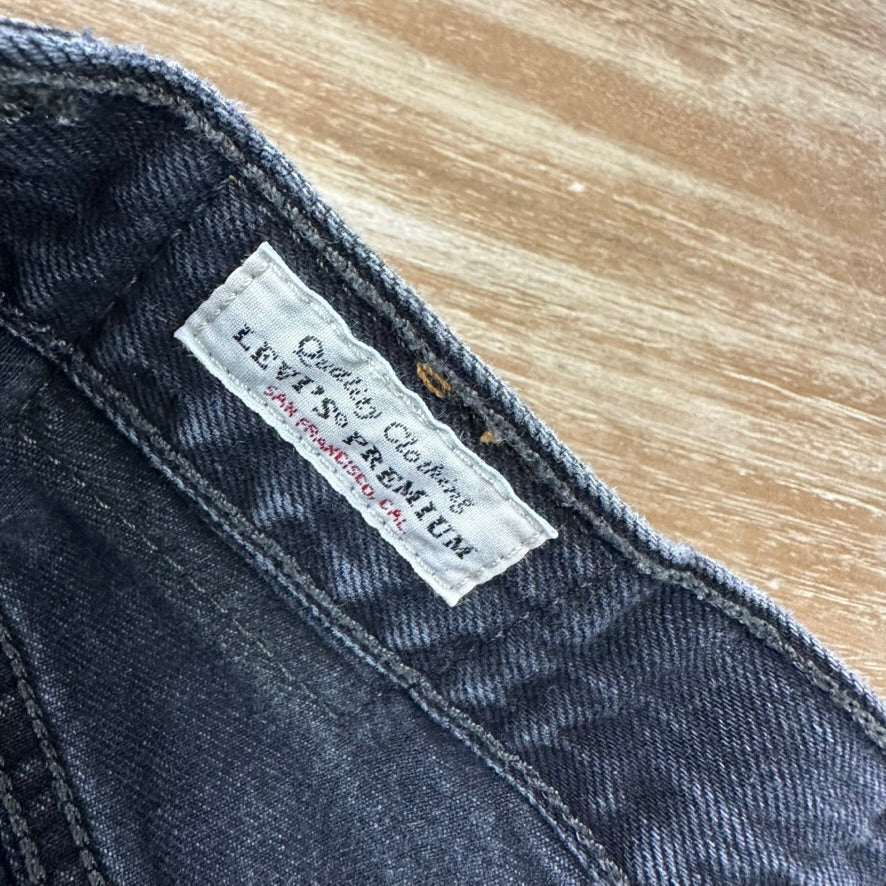 Quality Clothing
LEVI'S® PREMIUM
SAN FRANCISCO, CAL